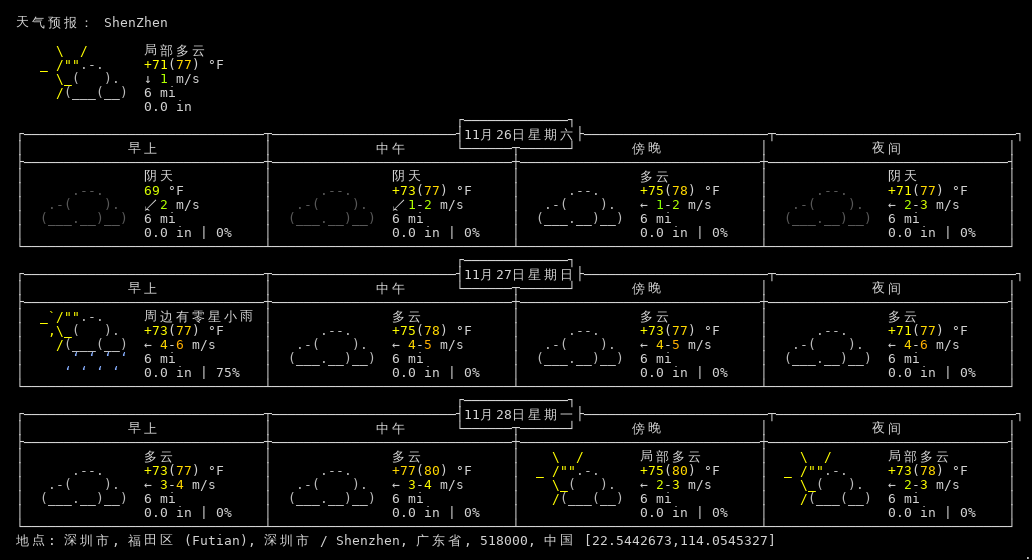 天气预报： ShenZhen
局部多云
+71(77) °F
↓ 1 m/s
6 mi
0.0 in
11月26日星期六
早上 中午 傍晚 夜间
阴天 阴天 多云 阴天
69 °F +73(77) °F +75(78) °F +71(77) °F
↙ 2 m/s ↙ 1-2 m/s ← 1-2 m/s ← 2-3 m/s
6 mi 6 mi 6 mi 6 mi
0.0 in | 0% 0.0 in | 0% 0.0 in | 0% 0.0 in | 0%
11月27日星期日
早上 中午 傍晚 夜间
周边有零星小雨 多云 多云 多云
+73(77) °F +75(78) °F +73(77) °F +71(77) °F
← 4-6 m/s ← 4-5 m/s ← 4-5 m/s ← 4-6 m/s
6 mi 6 mi 6 mi 6 mi
0.0 in | 75% 0.0 in | 0% 0.0 in | 0% 0.0 in | 0%
11月28日星期一
早上 中午 傍晚 夜间
多云 多云 局部多云 局部多云
+73(77) °F +77(80) °F +75(80) °F +73(78) °F
← 3-4 m/s ← 3-4 m/s ← 2-3 m/s ← 2-3 m/s
6 mi 6 mi 6 mi 6 mi
0.0 in | 0% 0.0 in | 0% 0.0 in | 0% 0.0 in | 0%
地点: 深圳市, 福田区 (Futian), 深圳市 / Shenzhen, 广东省, 518000, 中国 [22.5442673,114.0545327]